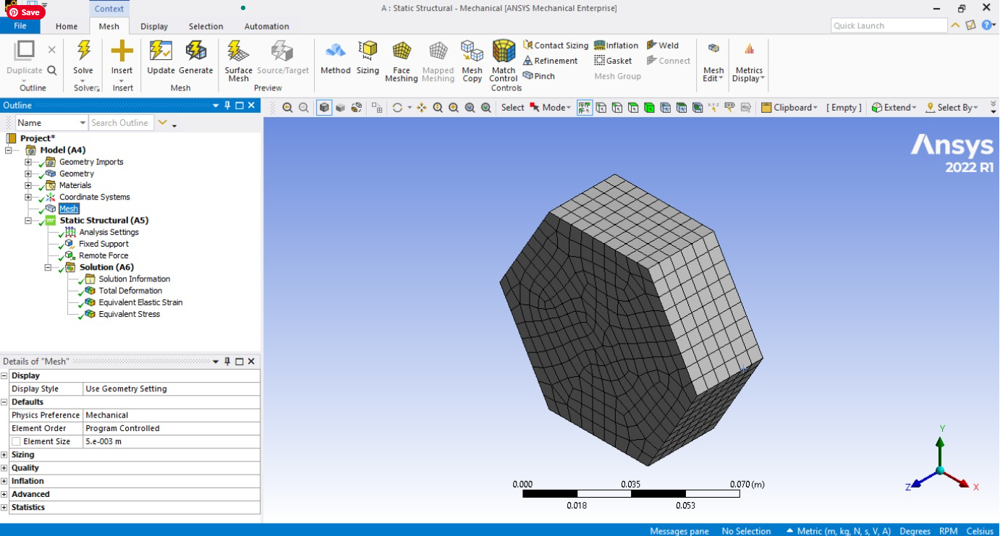 Save
Context
A : Static Structural - Mechanical [ANSYS Mechanical Enterprise]
File Home Mesh Display Selection Automation
Quick Launch
Duplicate
Outline
Solve
Solver
Insert
Insert
Update Generate
Mesh
Surface Mesh
Source/Target
Preview
Method Sizing
Face Meshing
Mapped Meshing
Mesh Copy
Match Control
Contact Sizing
Refinement
Pinch
Inflation
Gasket
Mesh Group
Weld
Connect
Controls
Mesh Edit
Metrics Display
Outline
Name
Search Outline
Select Mode
Clipboard [ Empty ] Extend Select By
Project*
Model (A4)
Geometry Imports
Geometry
Materials
Coordinate Systems
Mesh
Static Structural (A5)
Analysis Settings
Fixed Support
Remote Force
Solution (A6)
Solution Information
Total Deformation
Equivalent Elastic Strain
Equivalent Stress
Details of "Mesh"
Display
Display Style Use Geometry Setting
Defaults
Physics Preference Mechanical
Element Order Program Controlled
Element Size 5.e-003 m
Sizing
Quality
Inflation
Advanced
Statistics
Ansys
2022 R1
0.000 0.035 0.070 (m)
0.018 0.053
Y
Z
X
Messages pane No Selection Metric (m, kg, N, s, V, A) Degrees RPM Celsius